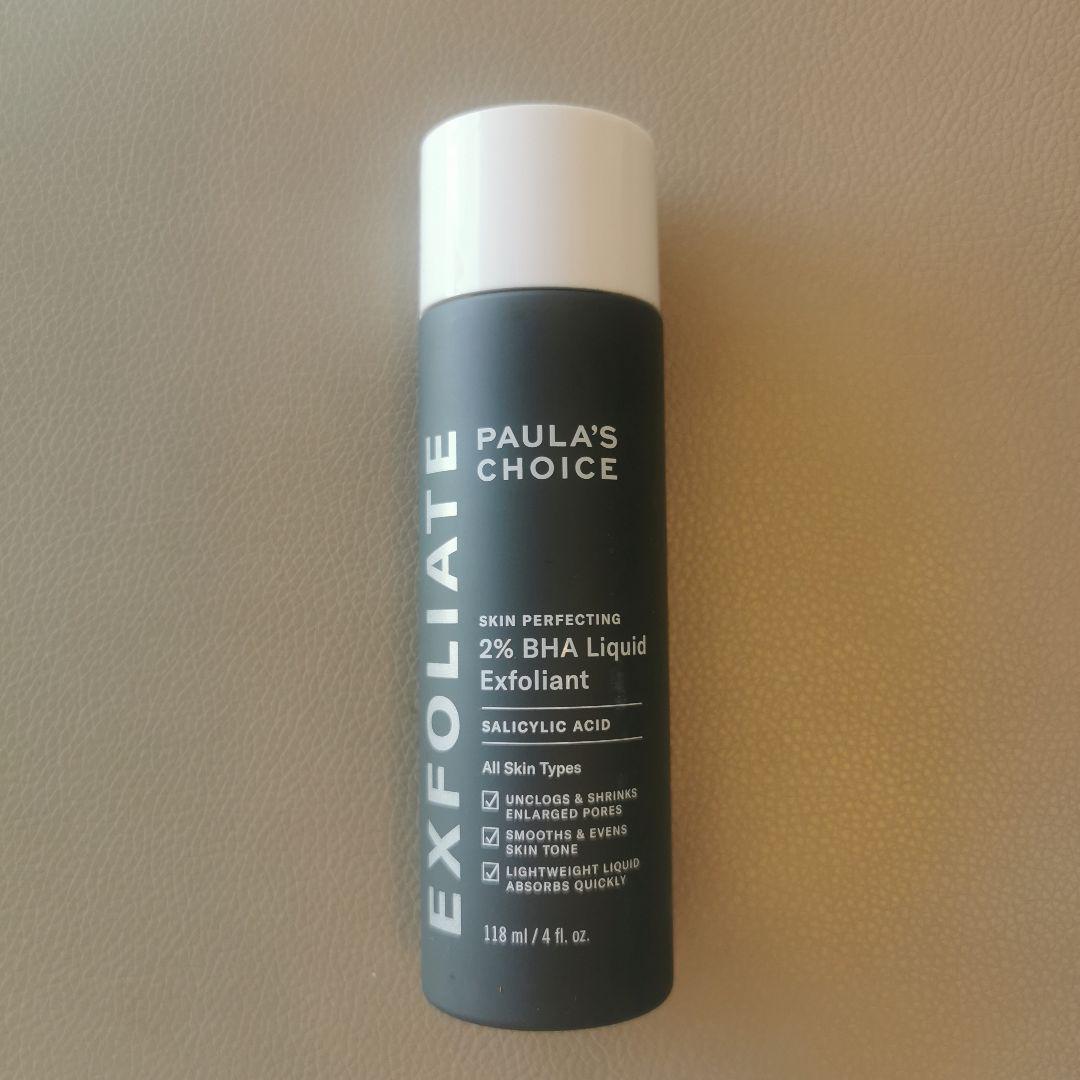 EXFOLIATE
PAULA'S
CHOICE
SKIN PERFECTING
2% BHA Liquid
Exfoliant
SALICYLIC ACID
All Skin Types
UNCLOGS & SHRINKS
ENLARGED PORES
SMOOTHS & EVENS
SKIN TONE
LIGHTWEIGHT LIQUID
ABSORBS QUICKLY
118 ml / 4 fl. oz.